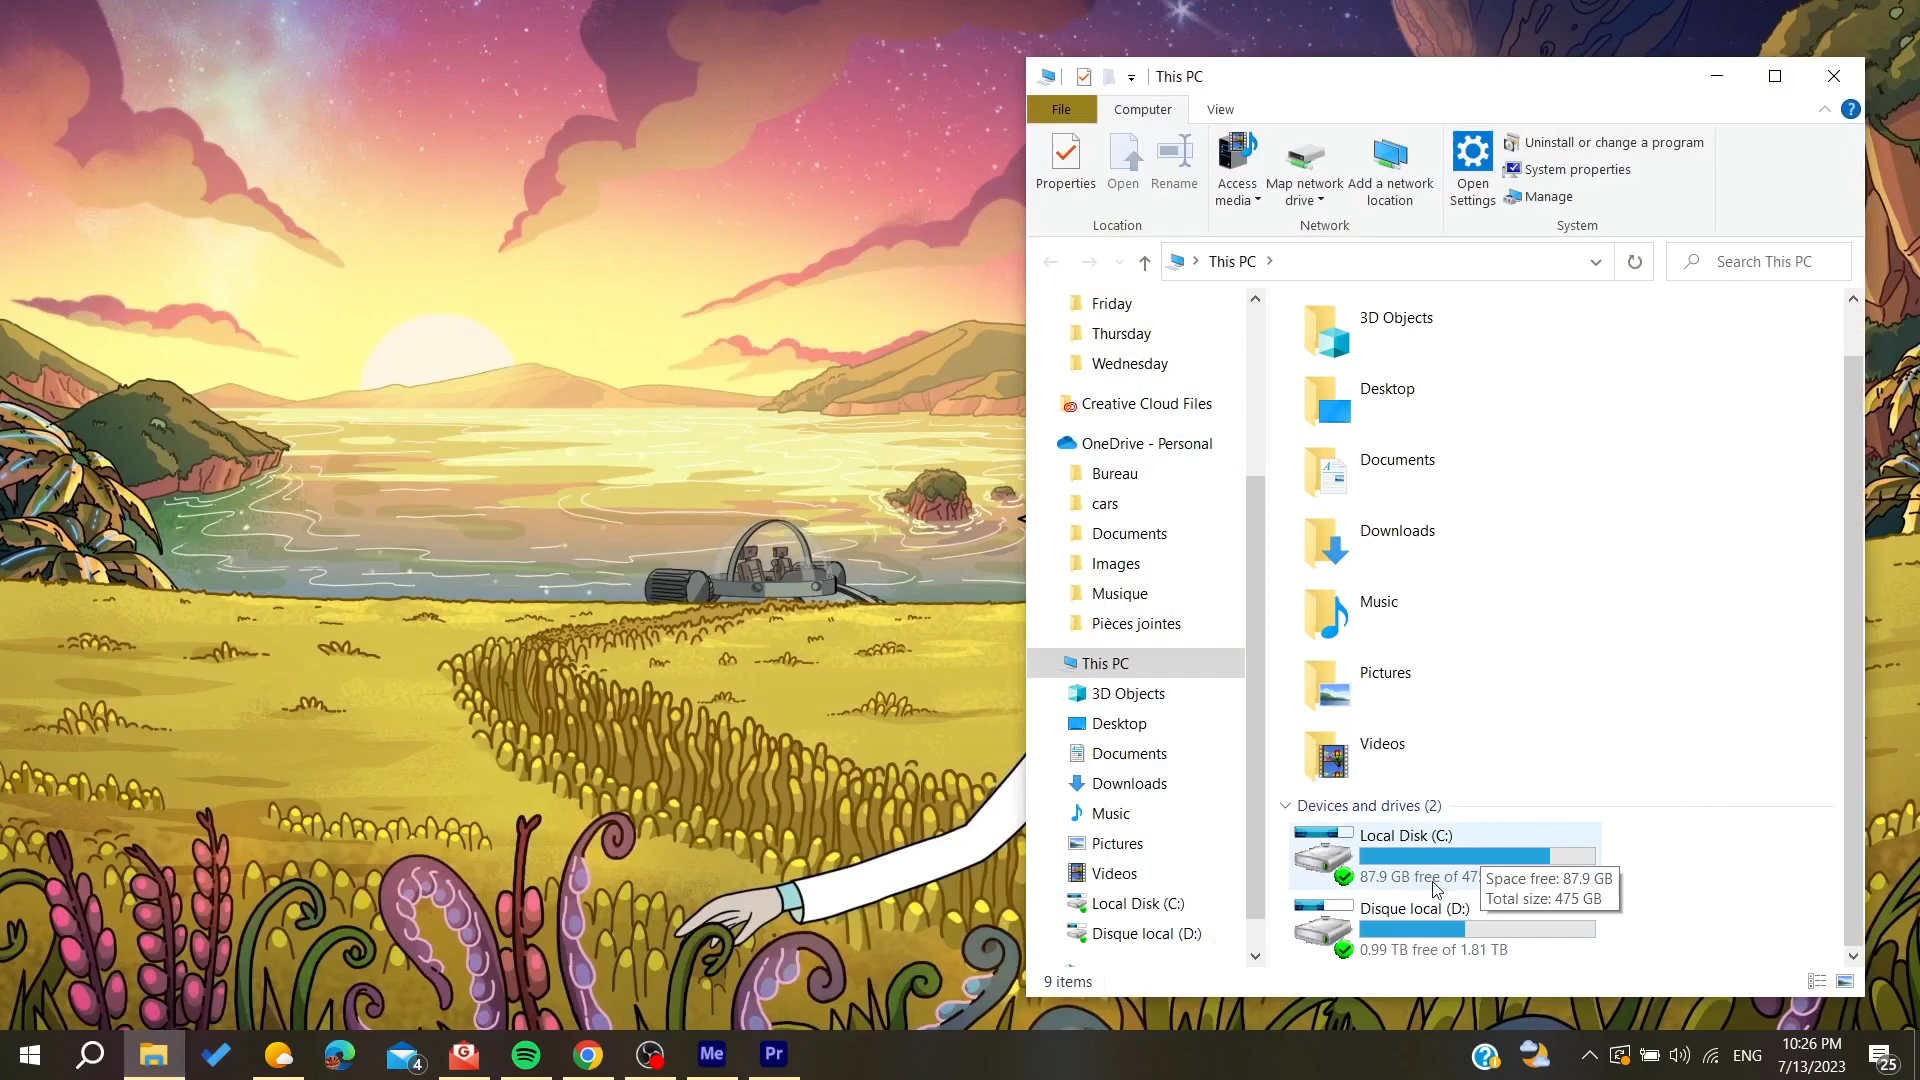 This PC
File Computer View
Properties Open Rename Access media Map network drive Add a network location Open Settings
Uninstall or change a program
System properties
Manage
Location Network System
This PC
Search This PC
Friday
Thursday
Wednesday
Creative Cloud Files
OneDrive - Personal
Bureau
cars
Documents
Images
Musique
Pièces jointes
This PC
3D Objects
Desktop
Documents
Downloads
Music
Pictures
Videos
Local Disk (C:)
Disque local (D:)
3D Objects
Desktop
Documents
Downloads
Music
Pictures
Videos
Devices and drives (2)
Local Disk (C:)
87.9 GB free of
Space free: 87.9 GB
Total size: 475 GB
Disque local (D:)
0.99 TB free of 1.81 TB
9 items
4
G
Me
Pr
ENG
10:26 PM
7/13/2023
25